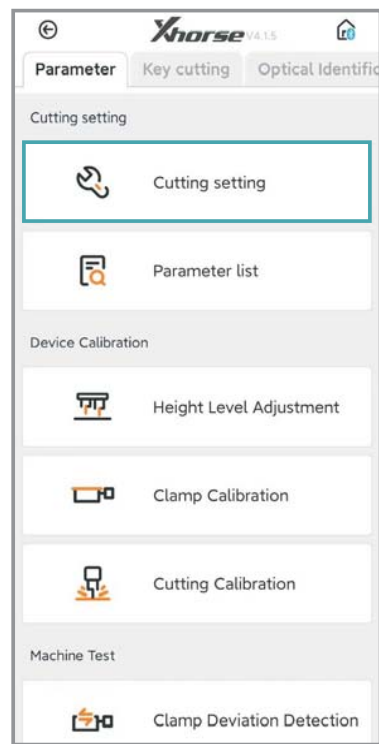 Xhorse V4.1.5
Parameter Key cutting Optical Identific
Cutting setting
Cutting setting
Parameter list
Device Calibration
Height Level Adjustment
Clamp Calibration
Cutting Calibration
Machine Test
Clamp Deviation Detection